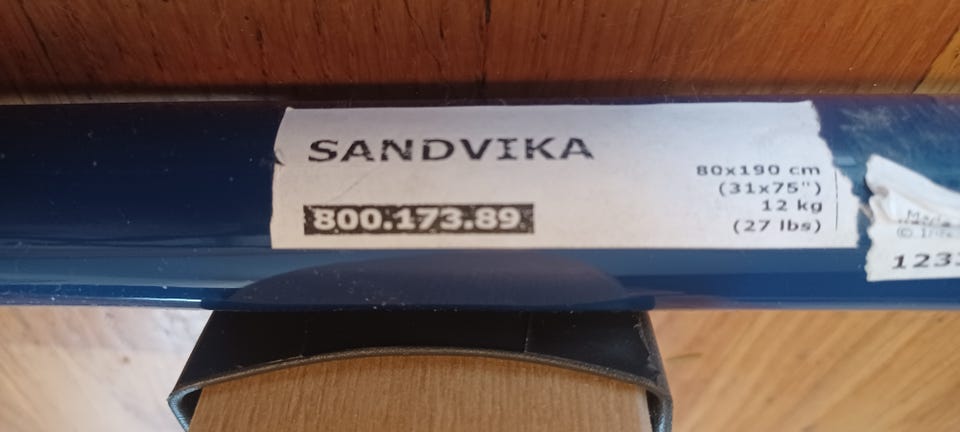 SANDVIKA
800.173.89
80x190 cm
(31x75")
12 kg
(27 lbs)